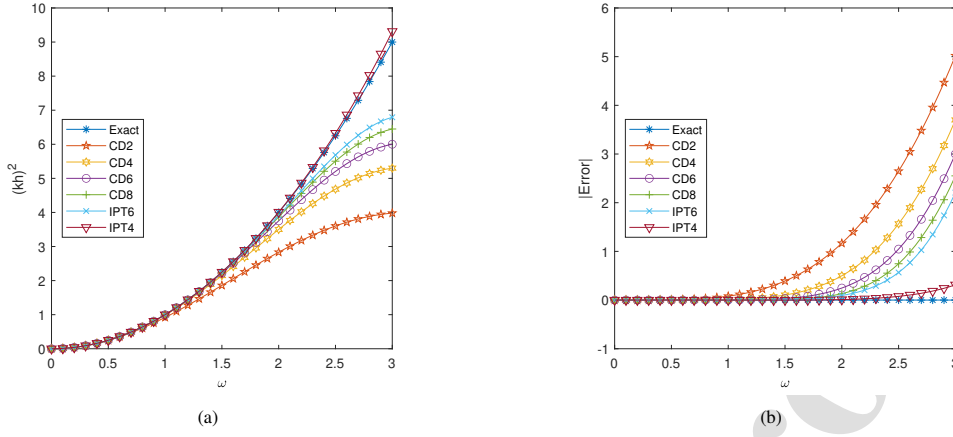 10
9
8
7
6
5
4
3
2
1
0
(kh)²
Exact
CD2
CD4
CD6
CD8
IPT6
IPT4
0 0.5 1 1.5 2 2.5 3
ω
(a)
6
5
4
3
2
1
0
-1
|Error|
Exact
CD2
CD4
CD6
CD8
IPT6
IPT4
0 0.5 1 1.5 2 2.5 3
ω
(b)